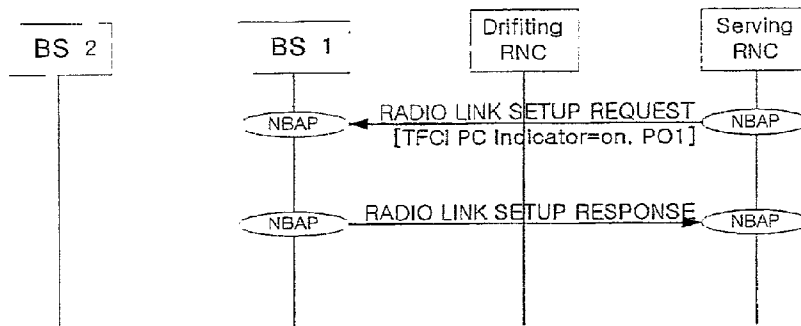 BS 2
BS 1
Drifiting
RNC
Serving
RNC
NBAP
RADIO LINK SETUP REQUEST
[TFCI PC Indicator=on, PO1]
NBAP
NBAP
RADIO LINK SETUP RESPONSE
NBAP